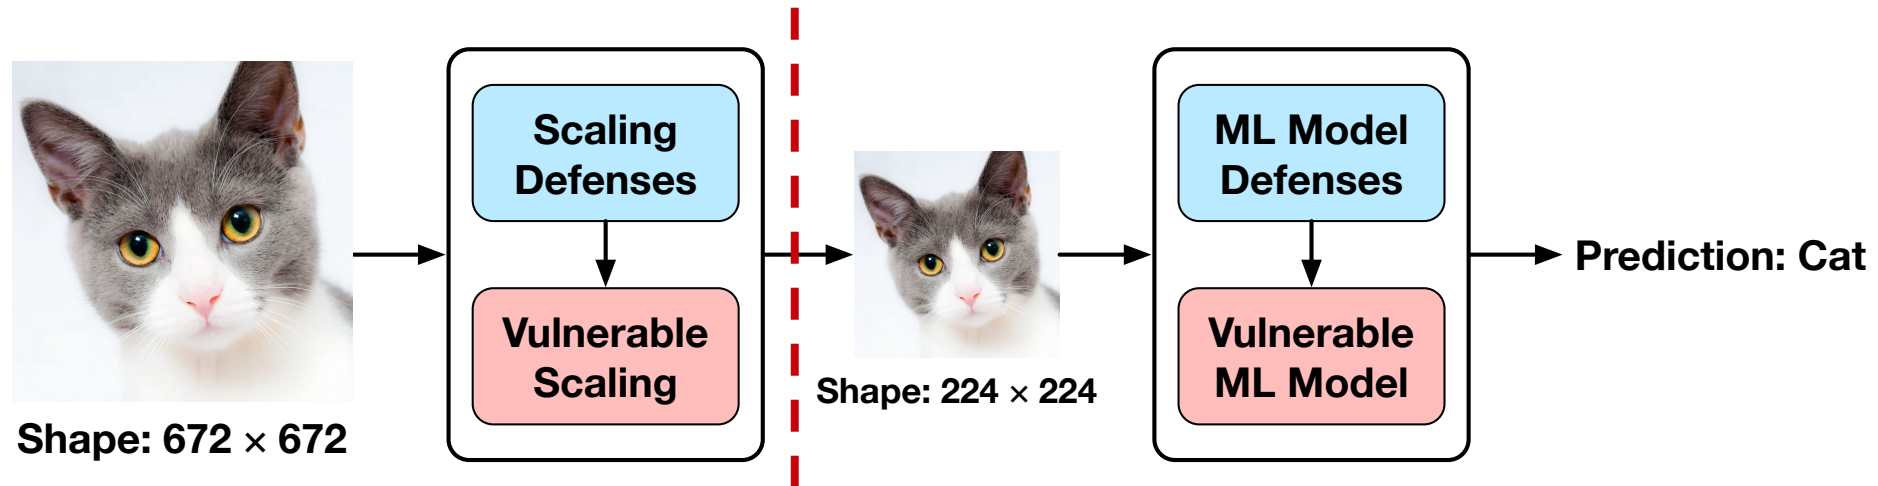 Shape: 672 × 672
Scaling
Defenses
Vulnerable
Scaling
Shape: 224 × 224
ML Model
Defenses
Vulnerable
ML Model
Prediction: Cat